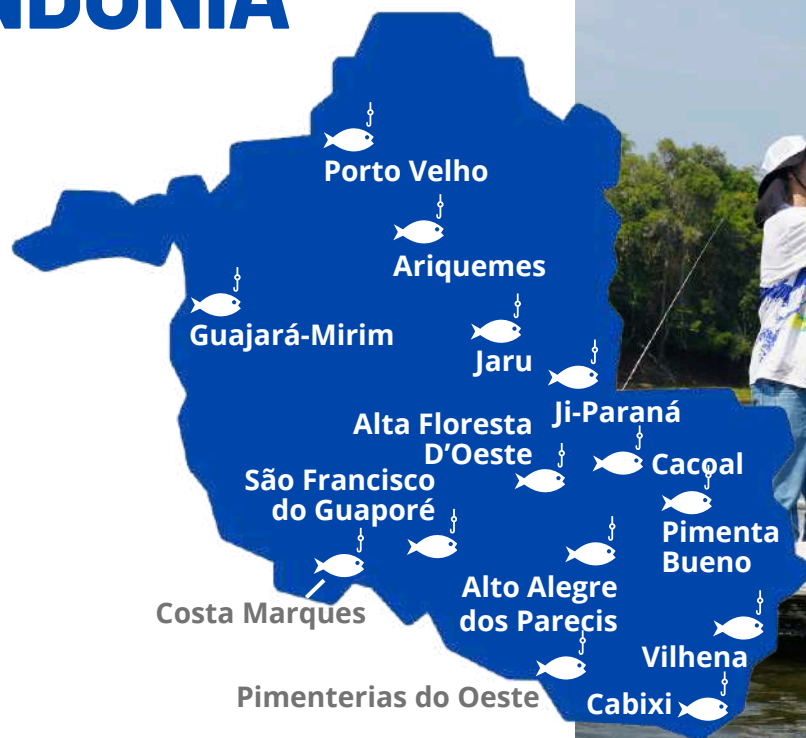 NDÔNIA
Porto Velho
Ariquemes
Guajará-Mirim
Jaru
Ji-Paraná
Alta Floresta
D’Oeste
Cacoal
São Francisco
do Guaporé
Pimenta
Bueno
Alto Alegre
dos Parecis
Costa Marques
Vilhena
Pimenterias do Oeste
Cabixi